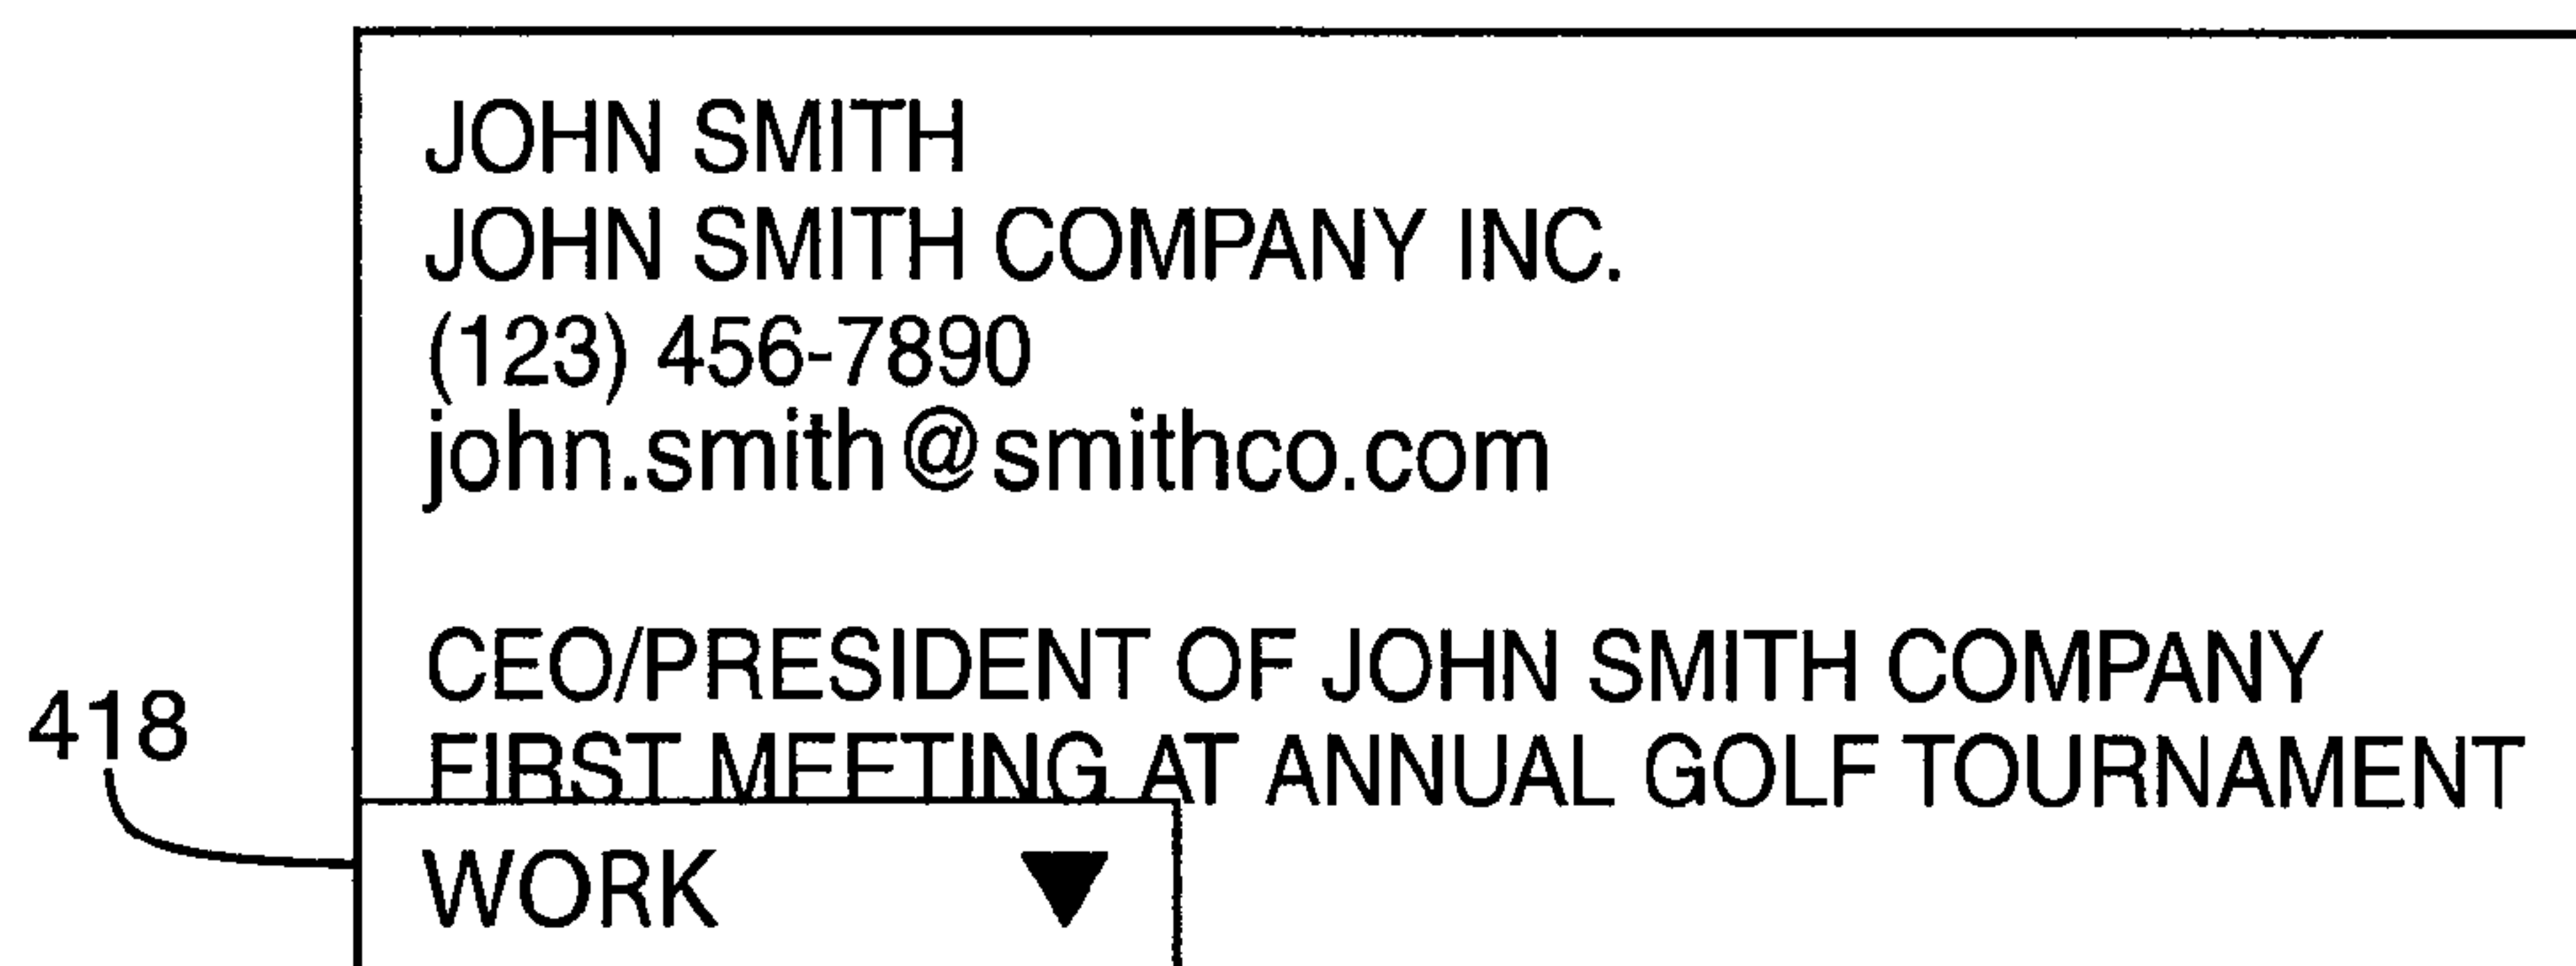 JOHN SMITH
JOHN SMITH COMPANY INC.
(123) 456-7890
john.smith@smithco.com
CEO/PRESIDENT OF JOHN SMITH COMPANY
418
FIRST MEETING AT ANNUAL GOLF TOURNAMENT
WORK